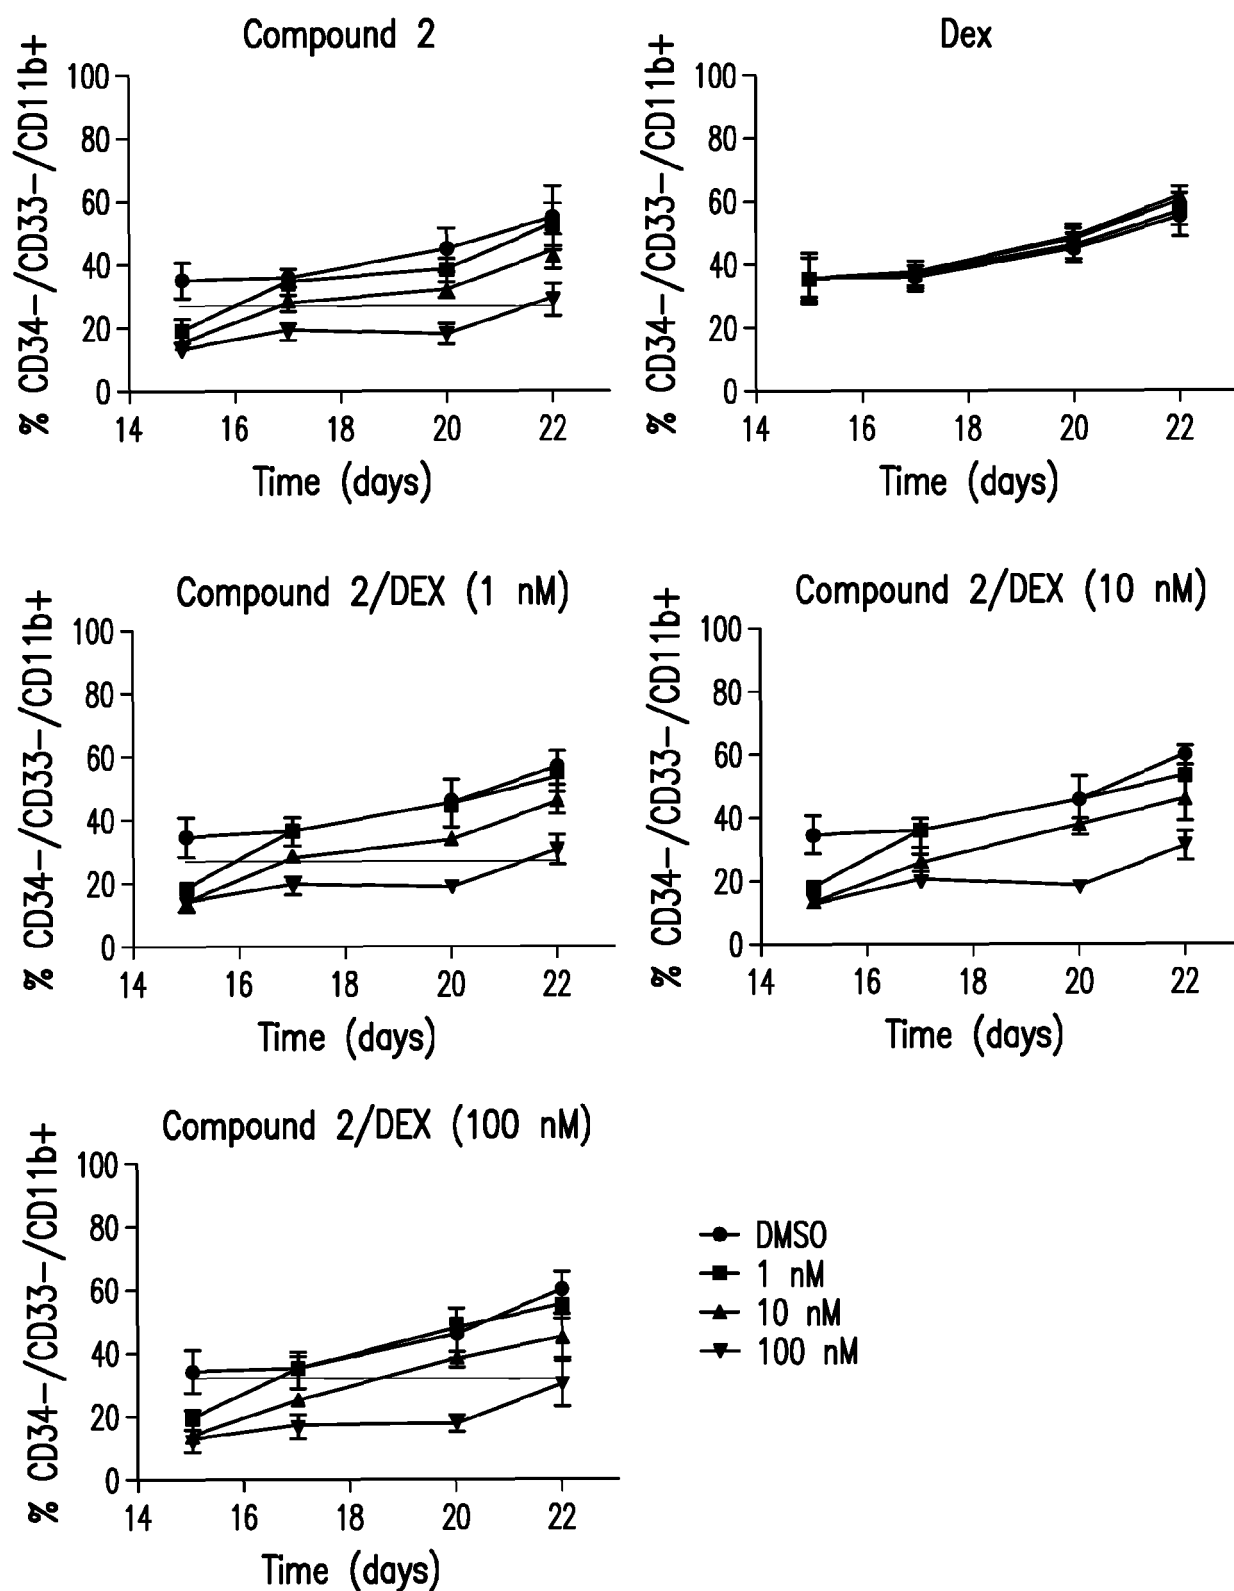 Compound 2
% CD34-/CD33-/CD11b+
100
80
60
40
20
0
14
16
18
20
22
Time (days)
Dex
% CD34-/CD33-/CD11b+
100
80
60
40
20
0
14
16
18
20
22
Time (days)
Compound 2/DEX (1 nM)
% CD34-/CD33-/CD11b+
100
80
60
40
20
0
14
16
18
20
22
Time (days)
Compound 2/DEX (10 nM)
% CD34-/CD33-/CD11b+
100
80
60
40
20
0
14
16
18
20
22
Time (days)
Compound 2/DEX (100 nM)
% CD34-/CD33-/CD11b+
100
80
60
40
20
0
14
16
18
20
22
Time (days)
DMSO
1 nM
10 nM
100 nM